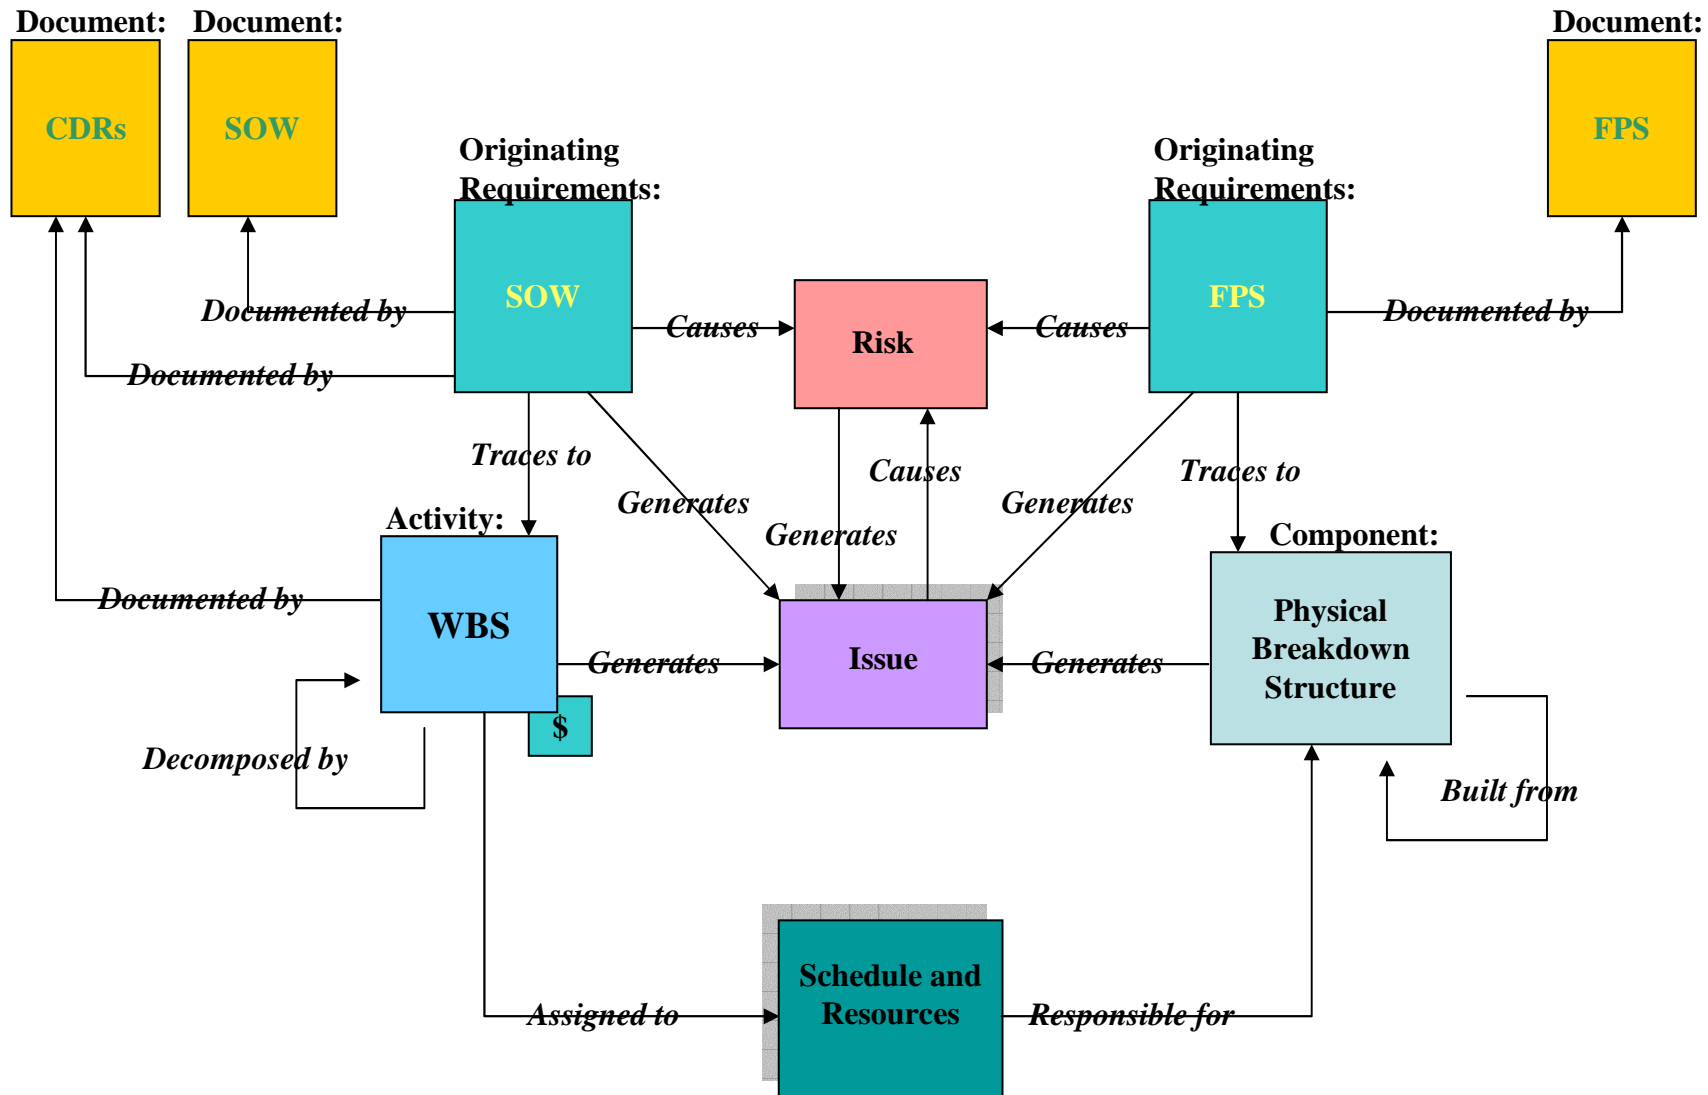 Document:
Document:
Document:
CDRs
SOW
FPS
Originating
Requirements:
Originating
Requirements:
SOW
FPS
Documented by
Causes
Risk
Causes
Documented by
Documented by
Traces to
Causes
Traces to
Generates
Generates
Generates
Activity:
Component:
Documented by
WBS
Generates
Issue
Generates
Physical
Breakdown
Structure
$
Decomposed by
Built from
Schedule and
Resources
Assigned to
Responsible for